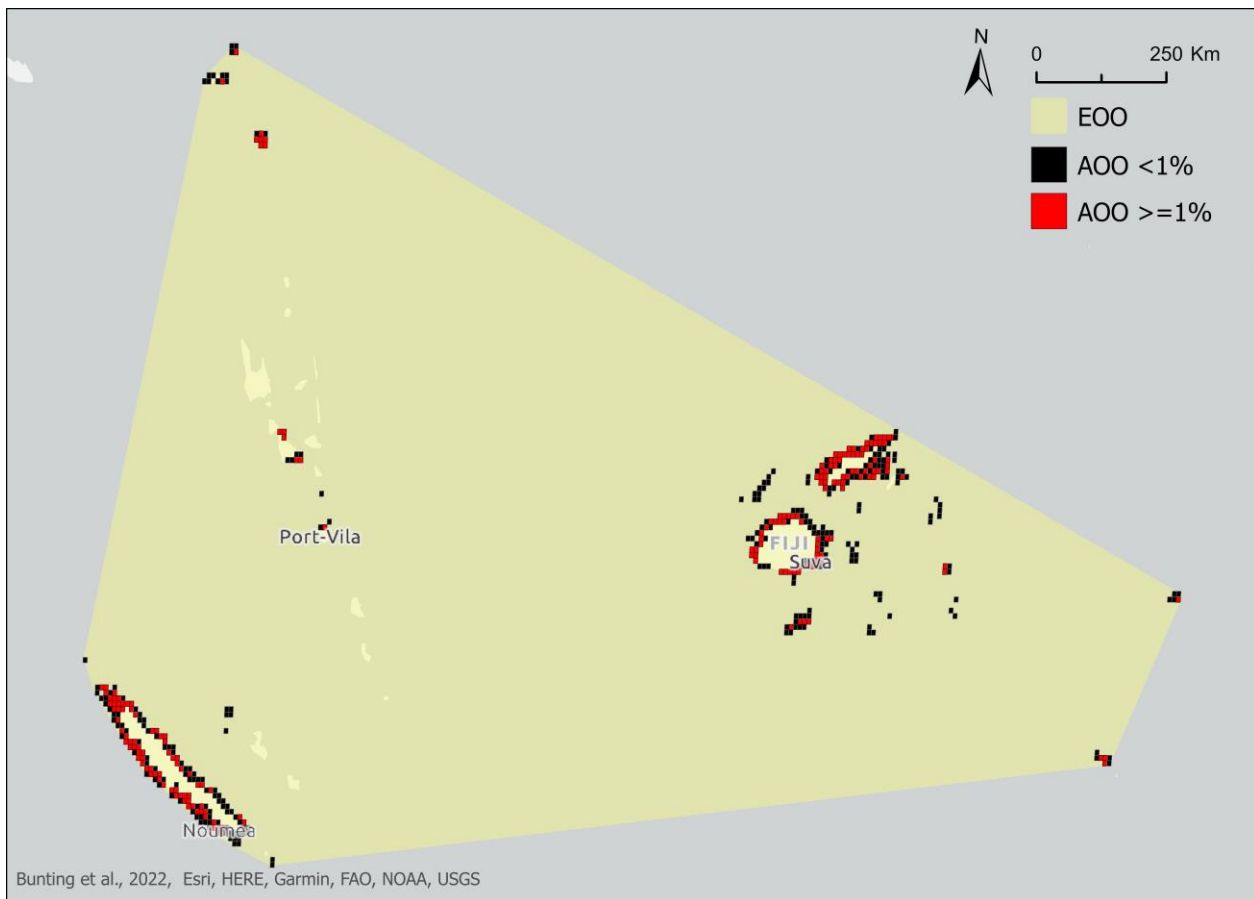 N
0 250 Km
EOO
AOO <1%
AOO >=1%
Port-Vila
FIJI
Suva
Noumea
Bunting et al., 2022, Esri, HERE, Garmin, FAO, NOAA, USGS